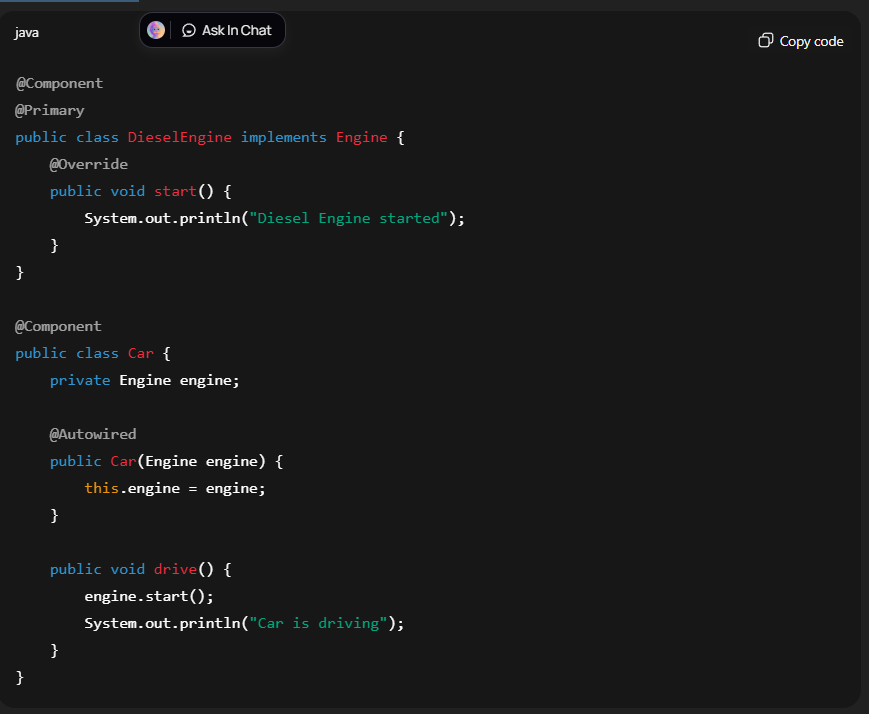 java
Ask In Chat
Copy code
@Component
@Primary
public class DieselEngine implements Engine {
    @Override
    public void start() {
        System.out.println("Diesel Engine started");
    }
}

@Component
public class Car {
    private Engine engine;

    @Autowired
    public Car(Engine engine) {
        this.engine = engine;
    }

    public void drive() {
        engine.start();
        System.out.println("Car is driving");
    }
}